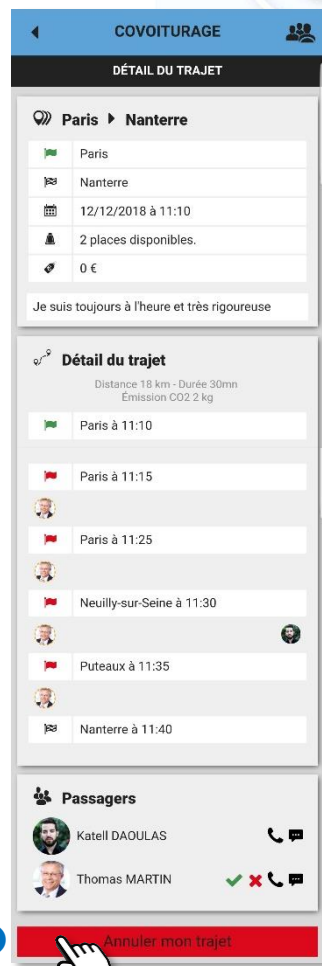 COVOITURAGE
DÉTAIL DU TRAJET
Paris Nanterre
Paris
Nanterre
12/12/2018 à 11:10
2 places disponibles.
0 €
Je suis toujours à l'heure et très rigoureuse
Détail du trajet
Distance 18 km - Durée 30mn
Émission CO2 2 kg
Paris à 11:10
Paris à 11:15
Paris à 11:25
Neuilly-sur-Seine à 11:30
Puteaux à 11:35
Nanterre à 11:40
Passagers
Katell DAOULAS
Thomas MARTIN
Annuler mon trajet